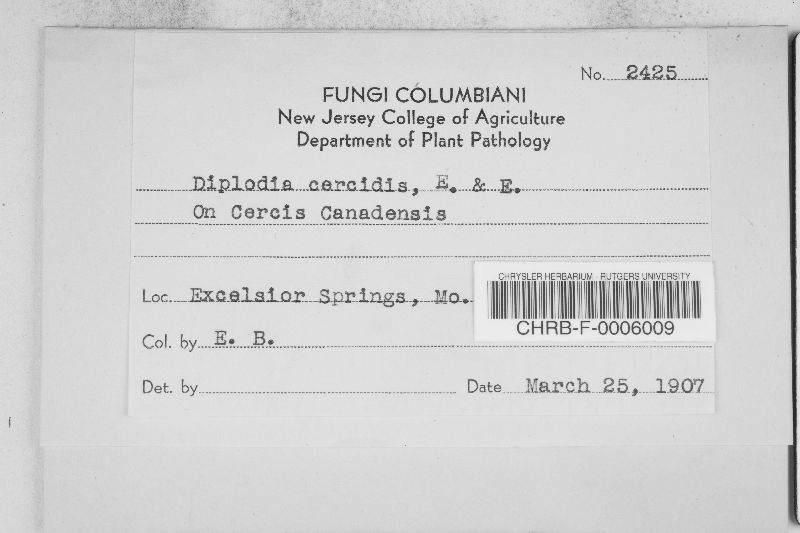 No. 2425
FUNGI COLUMBIANI
New Jersey College of Agriculture
Department of Plant Pathology
Diplodia cercidis, E. & E.
On Cercis Canadensis
Loc. Excelsior Springs, Mo.
CHRYSLER HERBARIUM - RUTGERS UNIVERSITY
CHRB-F-0006009
Col. by E. B.
Det. by
Date March 25, 1907